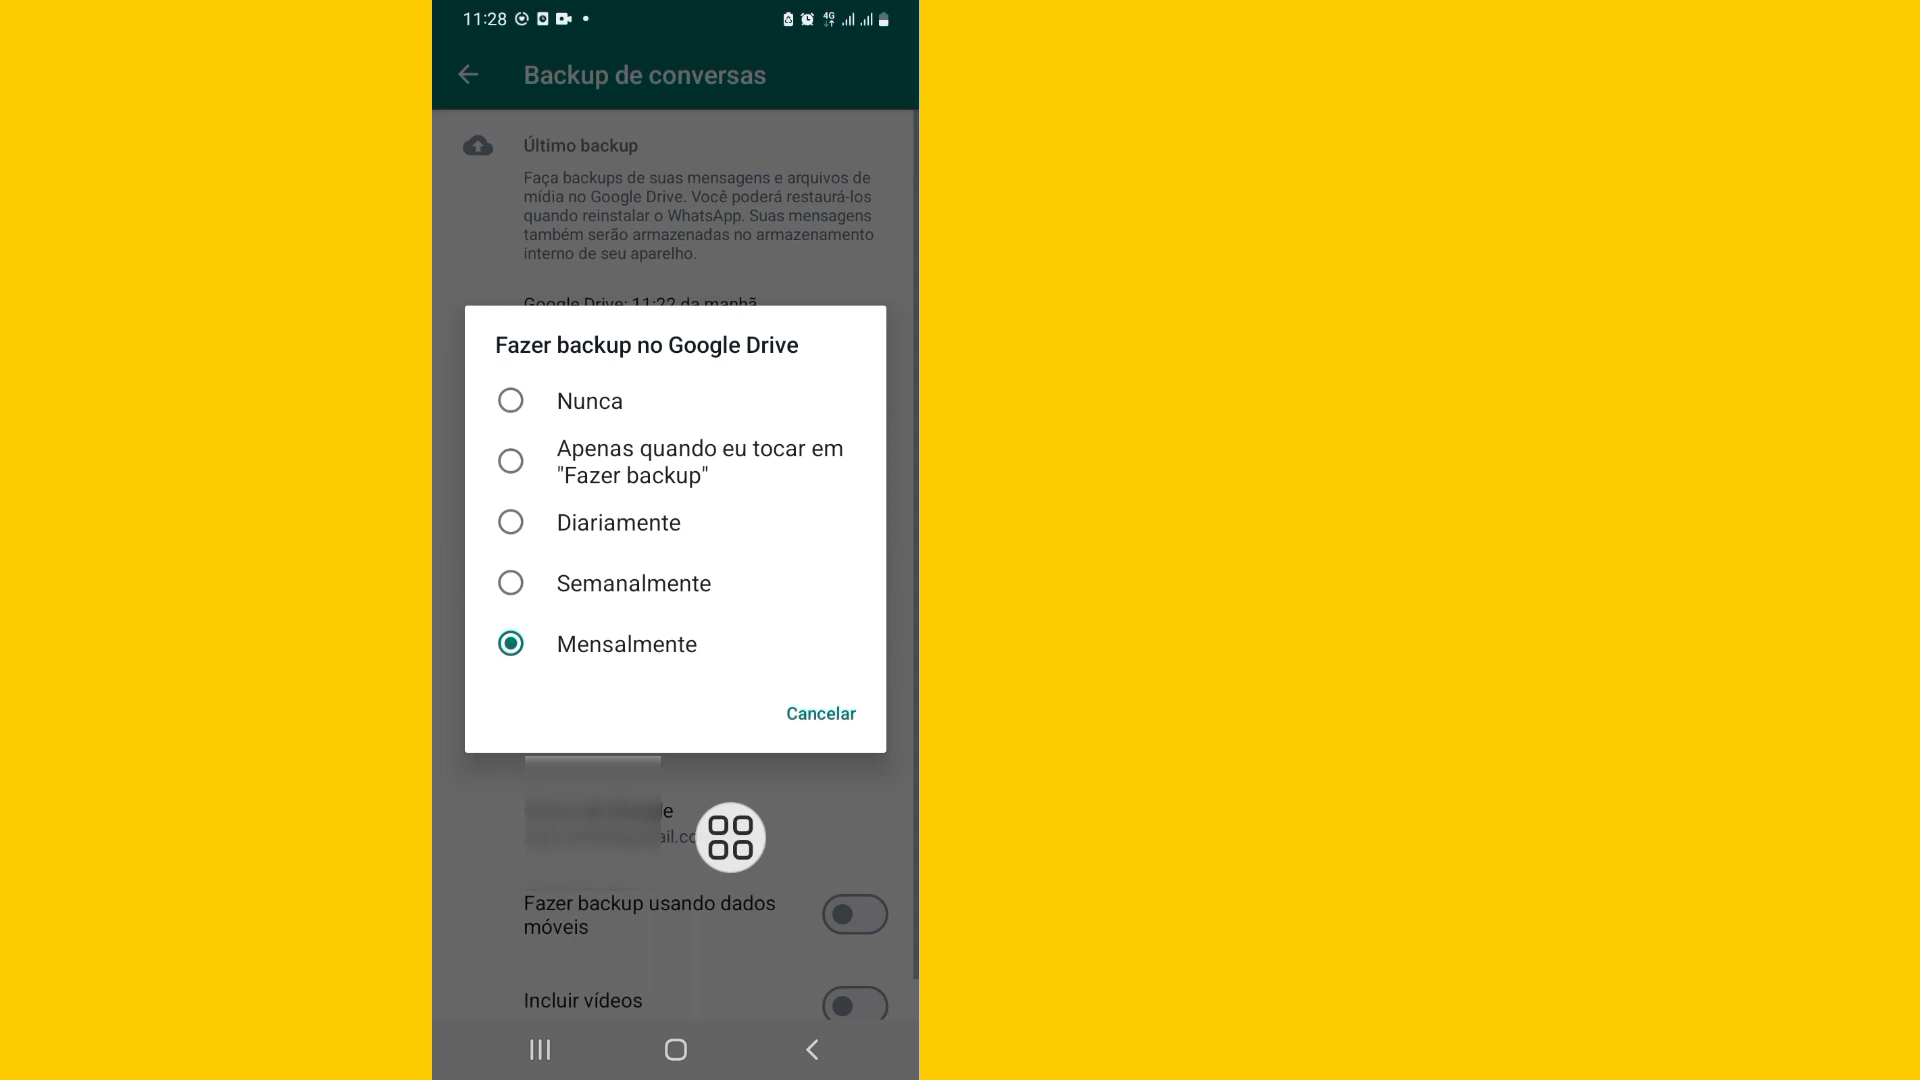 11:28
4G
Backup de conversas
Último backup
Faça backups de suas mensagens e arquivos de
mídia no Google Drive. Você poderá restaurá-los
quando reinstalar o WhatsApp. Suas mensagens
também serão armazenadas no armazenamento
interno de seu aparelho.
Google Drive: 11:22 da manhã
Fazer backup no Google Drive
Nunca
Apenas quando eu tocar em
"Fazer backup"
Diariamente
Semanalmente
Mensalmente
Cancelar
Fazer backup usando dados
móveis
Incluir vídeos